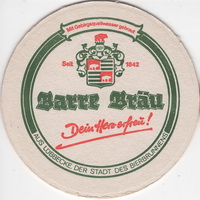 Mit Gebirgsquellwasser gebraut
Seit 1842
Barre Bräu
Dein Herz erfreu!
AUS LÜBBECKE DER STADT DES BIERBRUNNENS